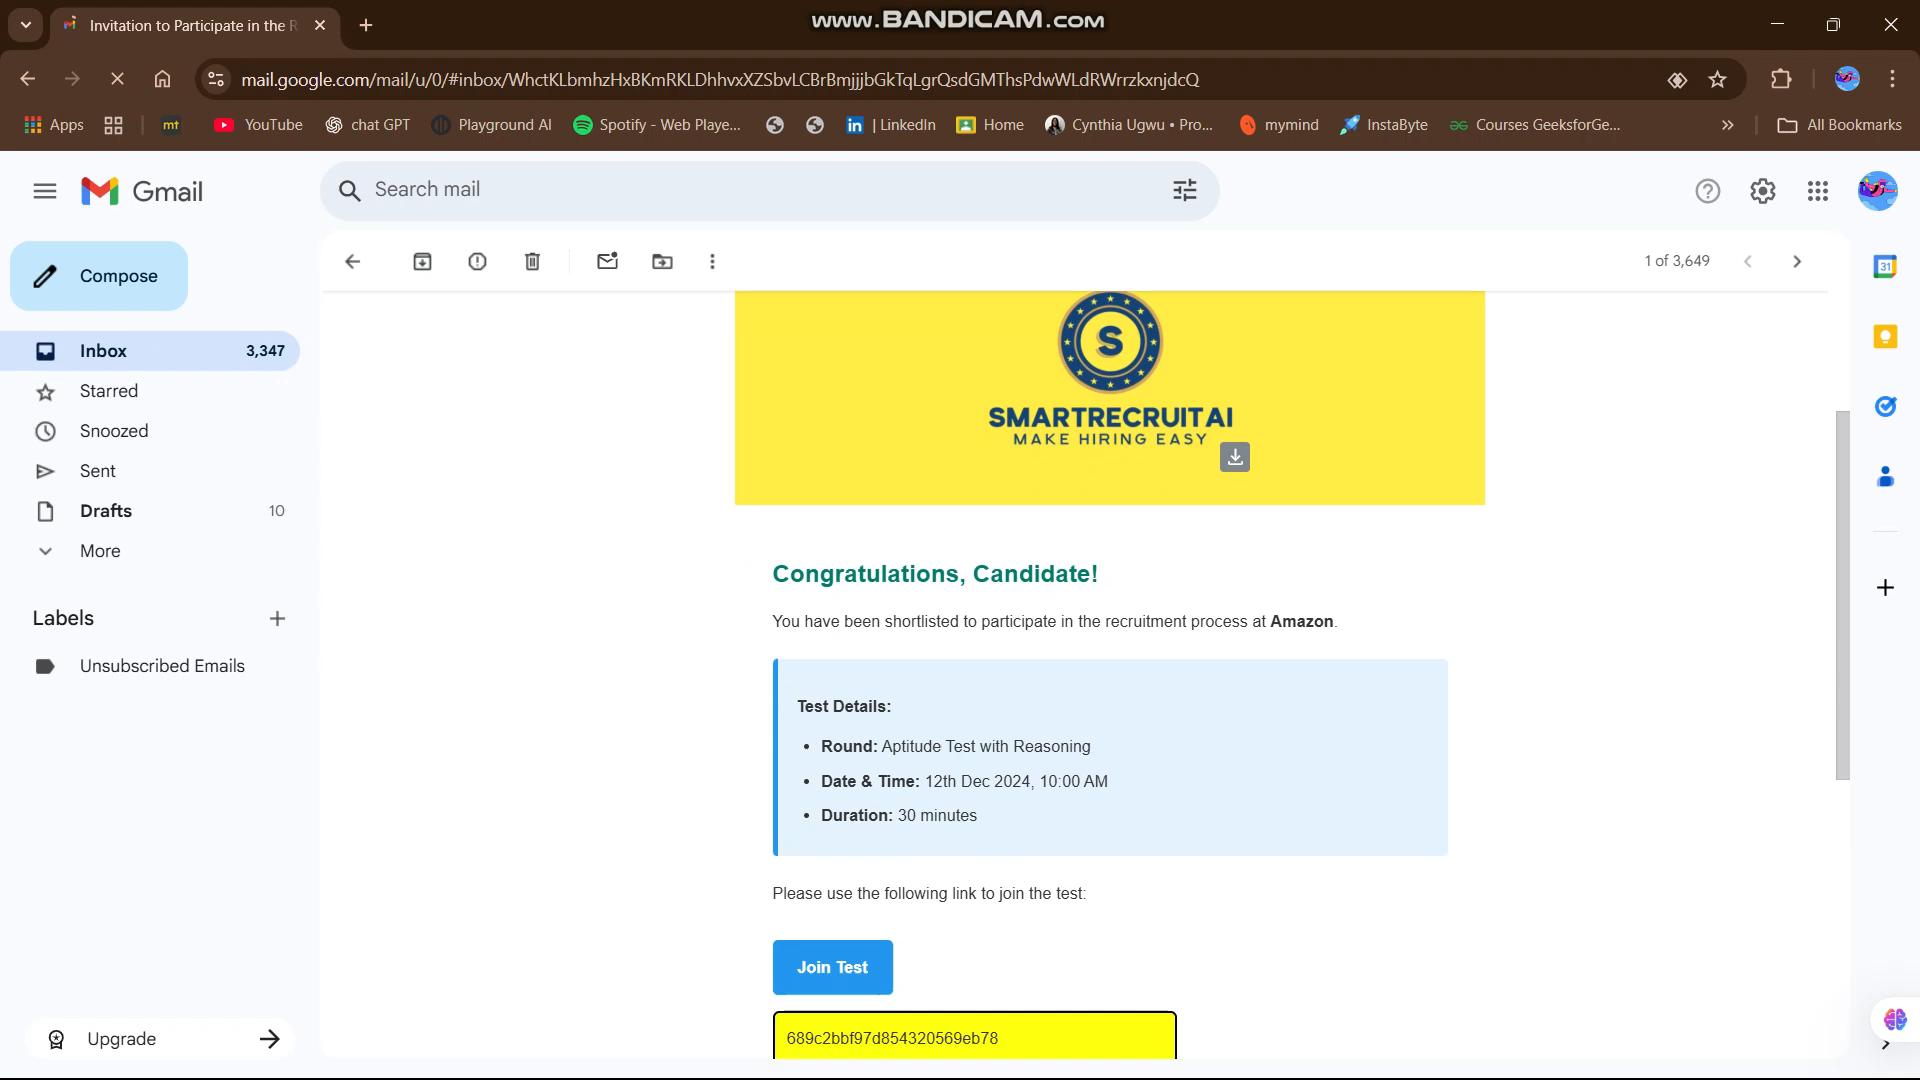 Invitation to Participate in the R
www.BANDICAM.com
mail.google.com/mail/u/0/#inbox/WhctKLbmhzHxBKmRKLDhhvxXZSbvLCBrBmjjjbGkTqLgrQsdGMThsPdwWLdRWrrzkxnjdcQ
Apps mt YouTube chat GPT Playground AI Spotify - Web Playe... in | LinkedIn Home Cynthia Ugwu • Pro... mymind InstaByte Courses GeeksforGe... » All Bookmarks
Gmail
Search mail
Compose
1 of 3,649
31
Inbox 3,347
Starred
Snoozed
Sent
Drafts 10
More
Labels
Unsubscribed Emails
Upgrade
S
SMARTRECRUITAI
MAKE HIRING EASY
Congratulations, Candidate!
You have been shortlisted to participate in the recruitment process at Amazon.
Test Details:
• Round: Aptitude Test with Reasoning
• Date & Time: 12th Dec 2024, 10:00 AM
• Duration: 30 minutes
Please use the following link to join the test:
Join Test
689c2bbf97d854320569eb78